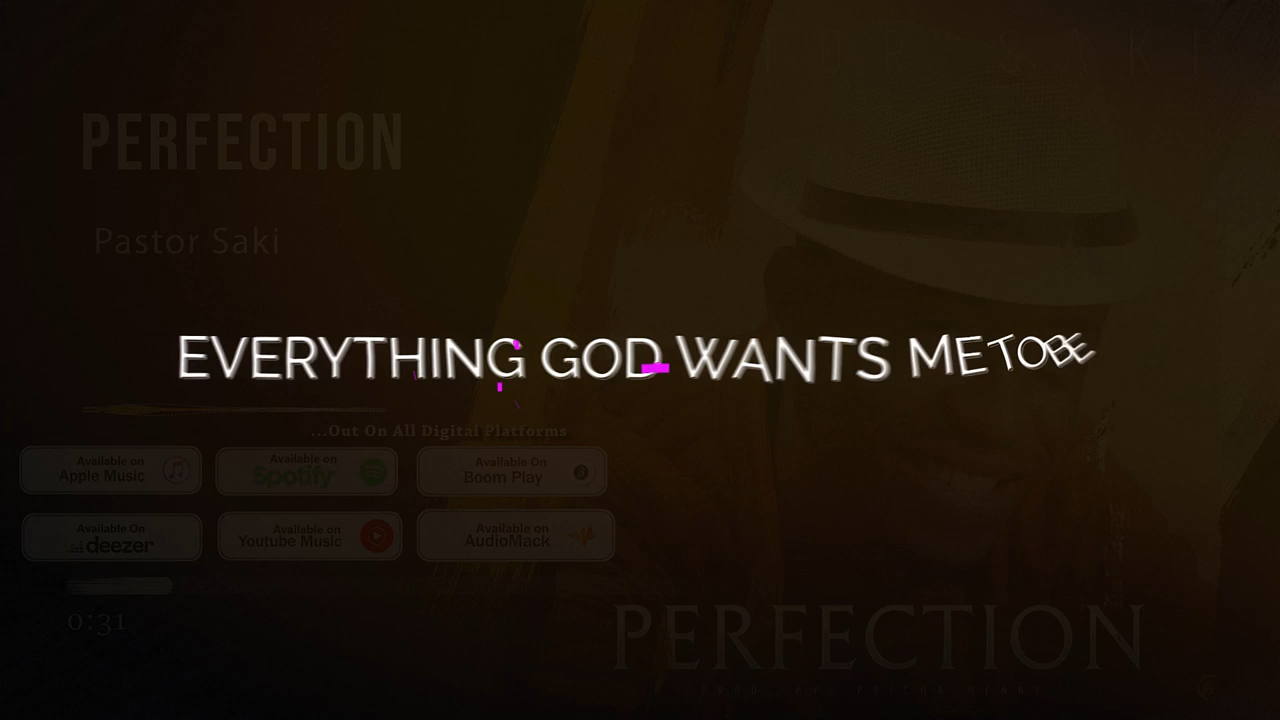 PERFECTION
Pastor Saki
EVERYTHING GOD WANTS ME TO BE
...Out On All Digital Platforms
Available on
Apple Music
Available on
Spotify
Available On
Boom Play
Available On
deezer
Available on
Youtube Music
Available on
AudioMack
0:31
PERFECTION